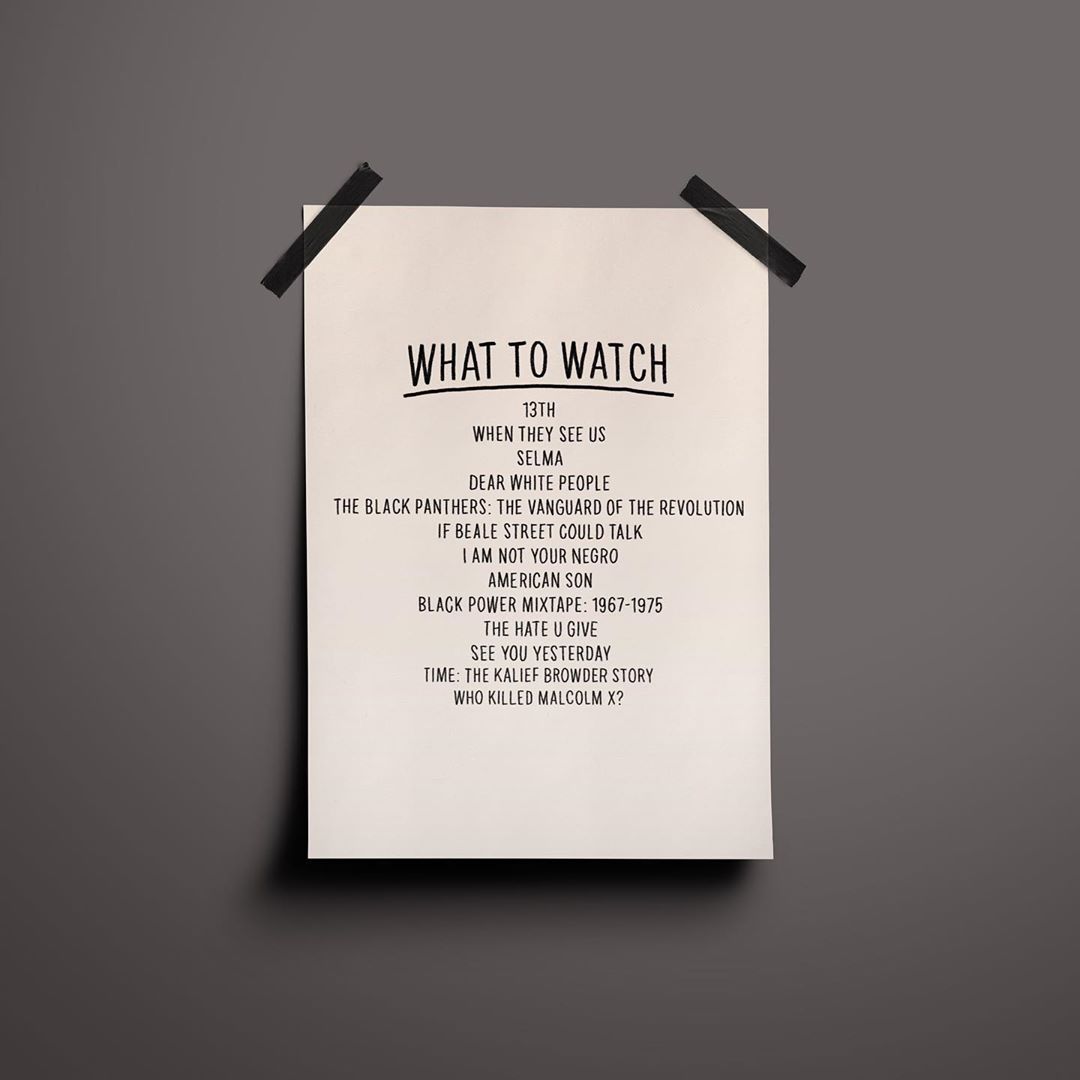 WHAT TO WATCH
13TH
WHEN THEY SEE US
SELMA
DEAR WHITE PEOPLE
THE BLACK PANTHERS: THE VANGUARD OF THE REVOLUTION
IF BEALE STREET COULD TALK
I AM NOT YOUR NEGRO
AMERICAN SON
BLACK POWER MIXTAPE: 1967-1975
THE HATE U GIVE
SEE YOU YESTERDAY
TIME: THE KALIEF BROWDER STORY
WHO KILLED MALCOLM X?